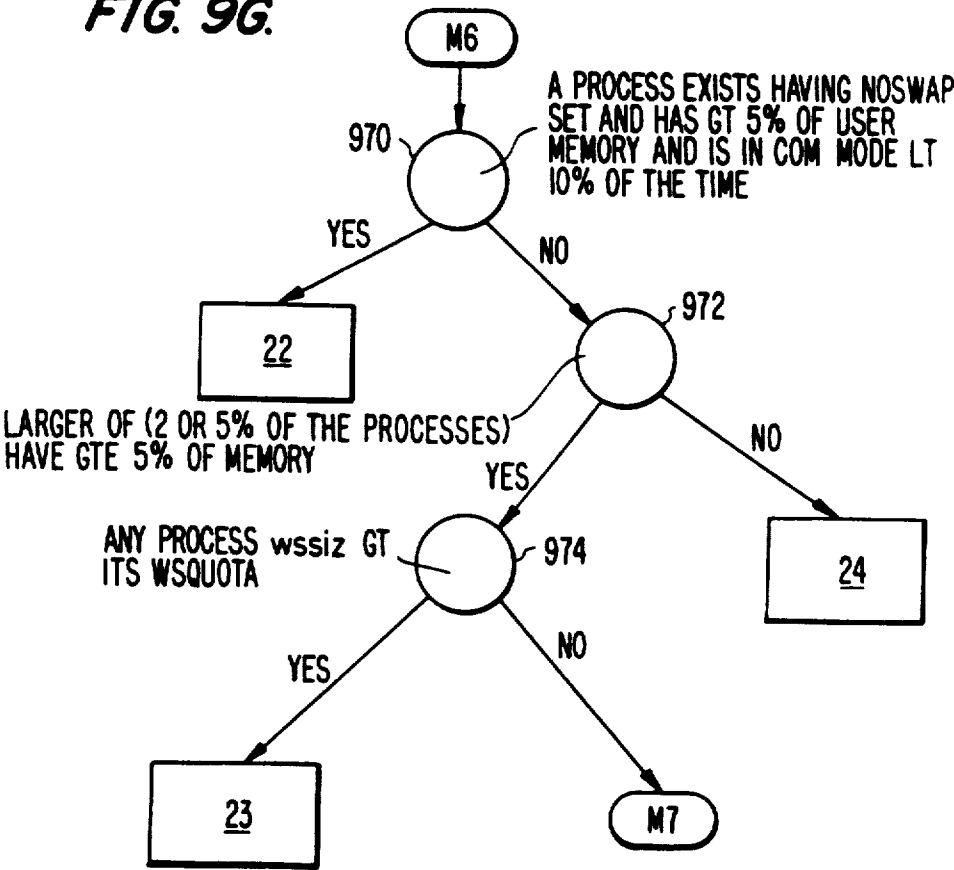 FIG. 9G.
M6
A PROCESS EXISTS HAVING NOSWAP
SET AND HAS GT 5% OF USER
MEMORY AND IS IN COM MODE LT
10% OF THE TIME
970
YES
NO
22
972
LARGER OF (2 OR 5% OF THE PROCESSES)
HAVE GTE 5% OF MEMORY
YES
NO
ANY PROCESS wssiz GT
ITS WSQUOTA
974
24
YES
NO
23
M7